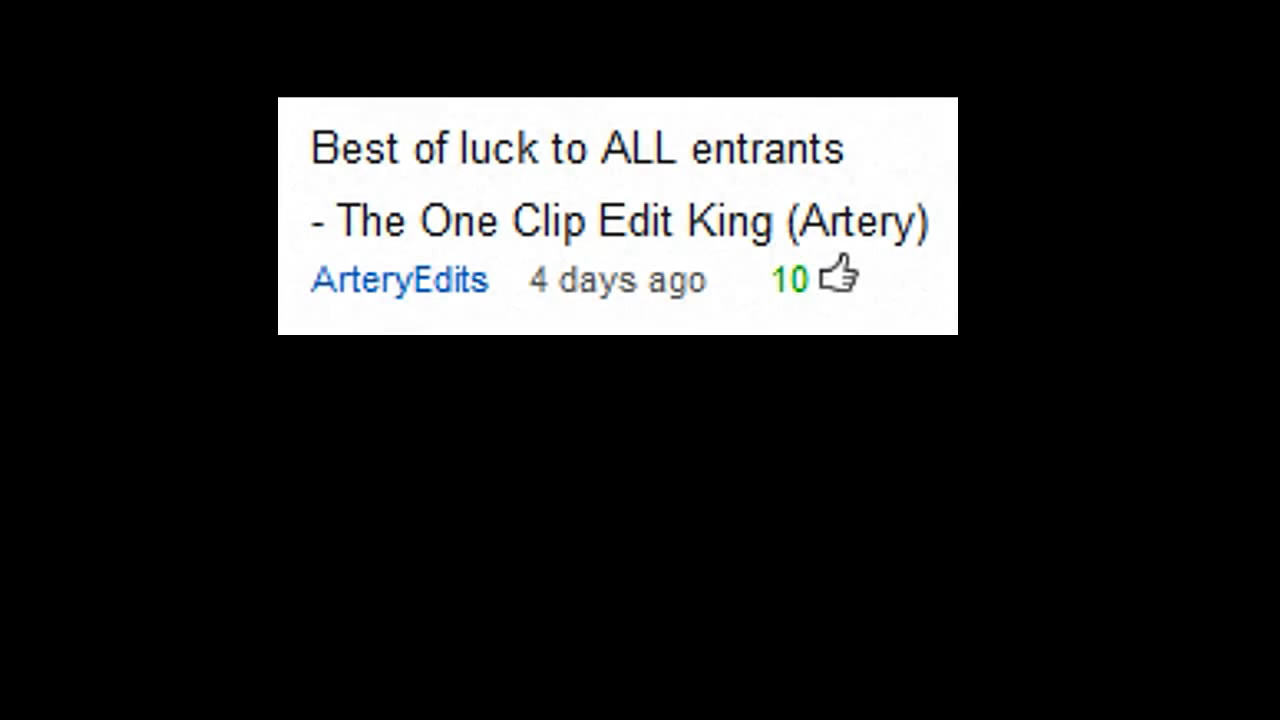 Best of luck to ALL entrants
- The One Clip Edit King (Artery)
ArteryEdits 4 days ago 10